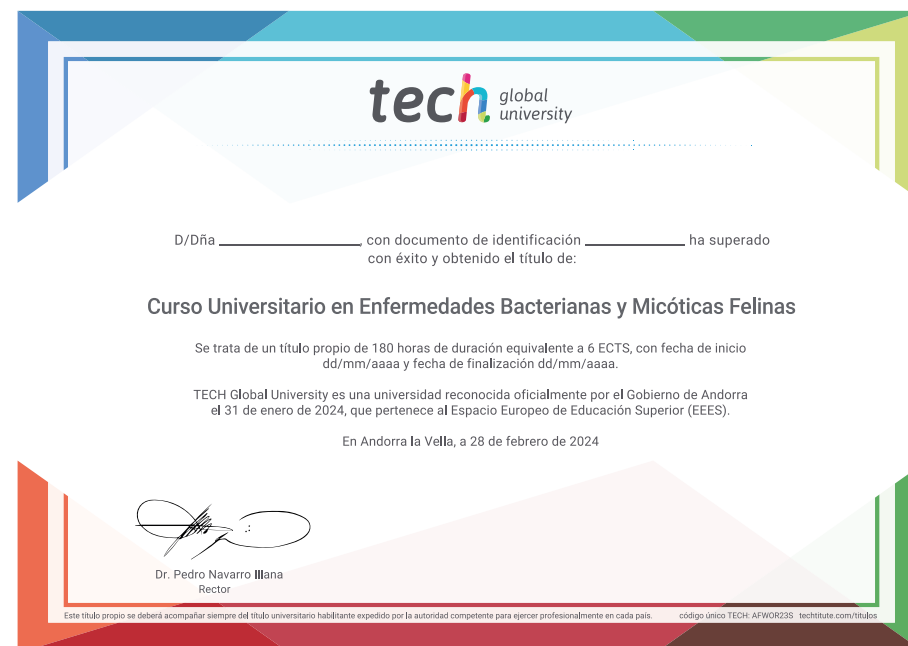 tech global university
D/Dña ______________, con documento de identificación __________ ha superado
con éxito y obtenido el título de:
Curso Universitario en Enfermedades Bacterianas y Micóticas Felinas
Se trata de un título propio de 180 horas de duración equivalente a 6 ECTS, con fecha de inicio
dd/mm/aaaa y fecha de finalización dd/mm/aaaa.
TECH Global University es una universidad reconocida oficialmente por el Gobierno de Andorra
el 31 de enero de 2024, que pertenece al Espacio Europeo de Educación Superior (EEES).
En Andorra la Vella, a 28 de febrero de 2024
Dr. Pedro Navarro Illana
Rector
Este título propio se deberá acompañar siempre del título universitario habilitante expedido por la autoridad competente para ejercer profesionalmente en cada país. código único TECH: AFWOR23S techtitute.com/titulos